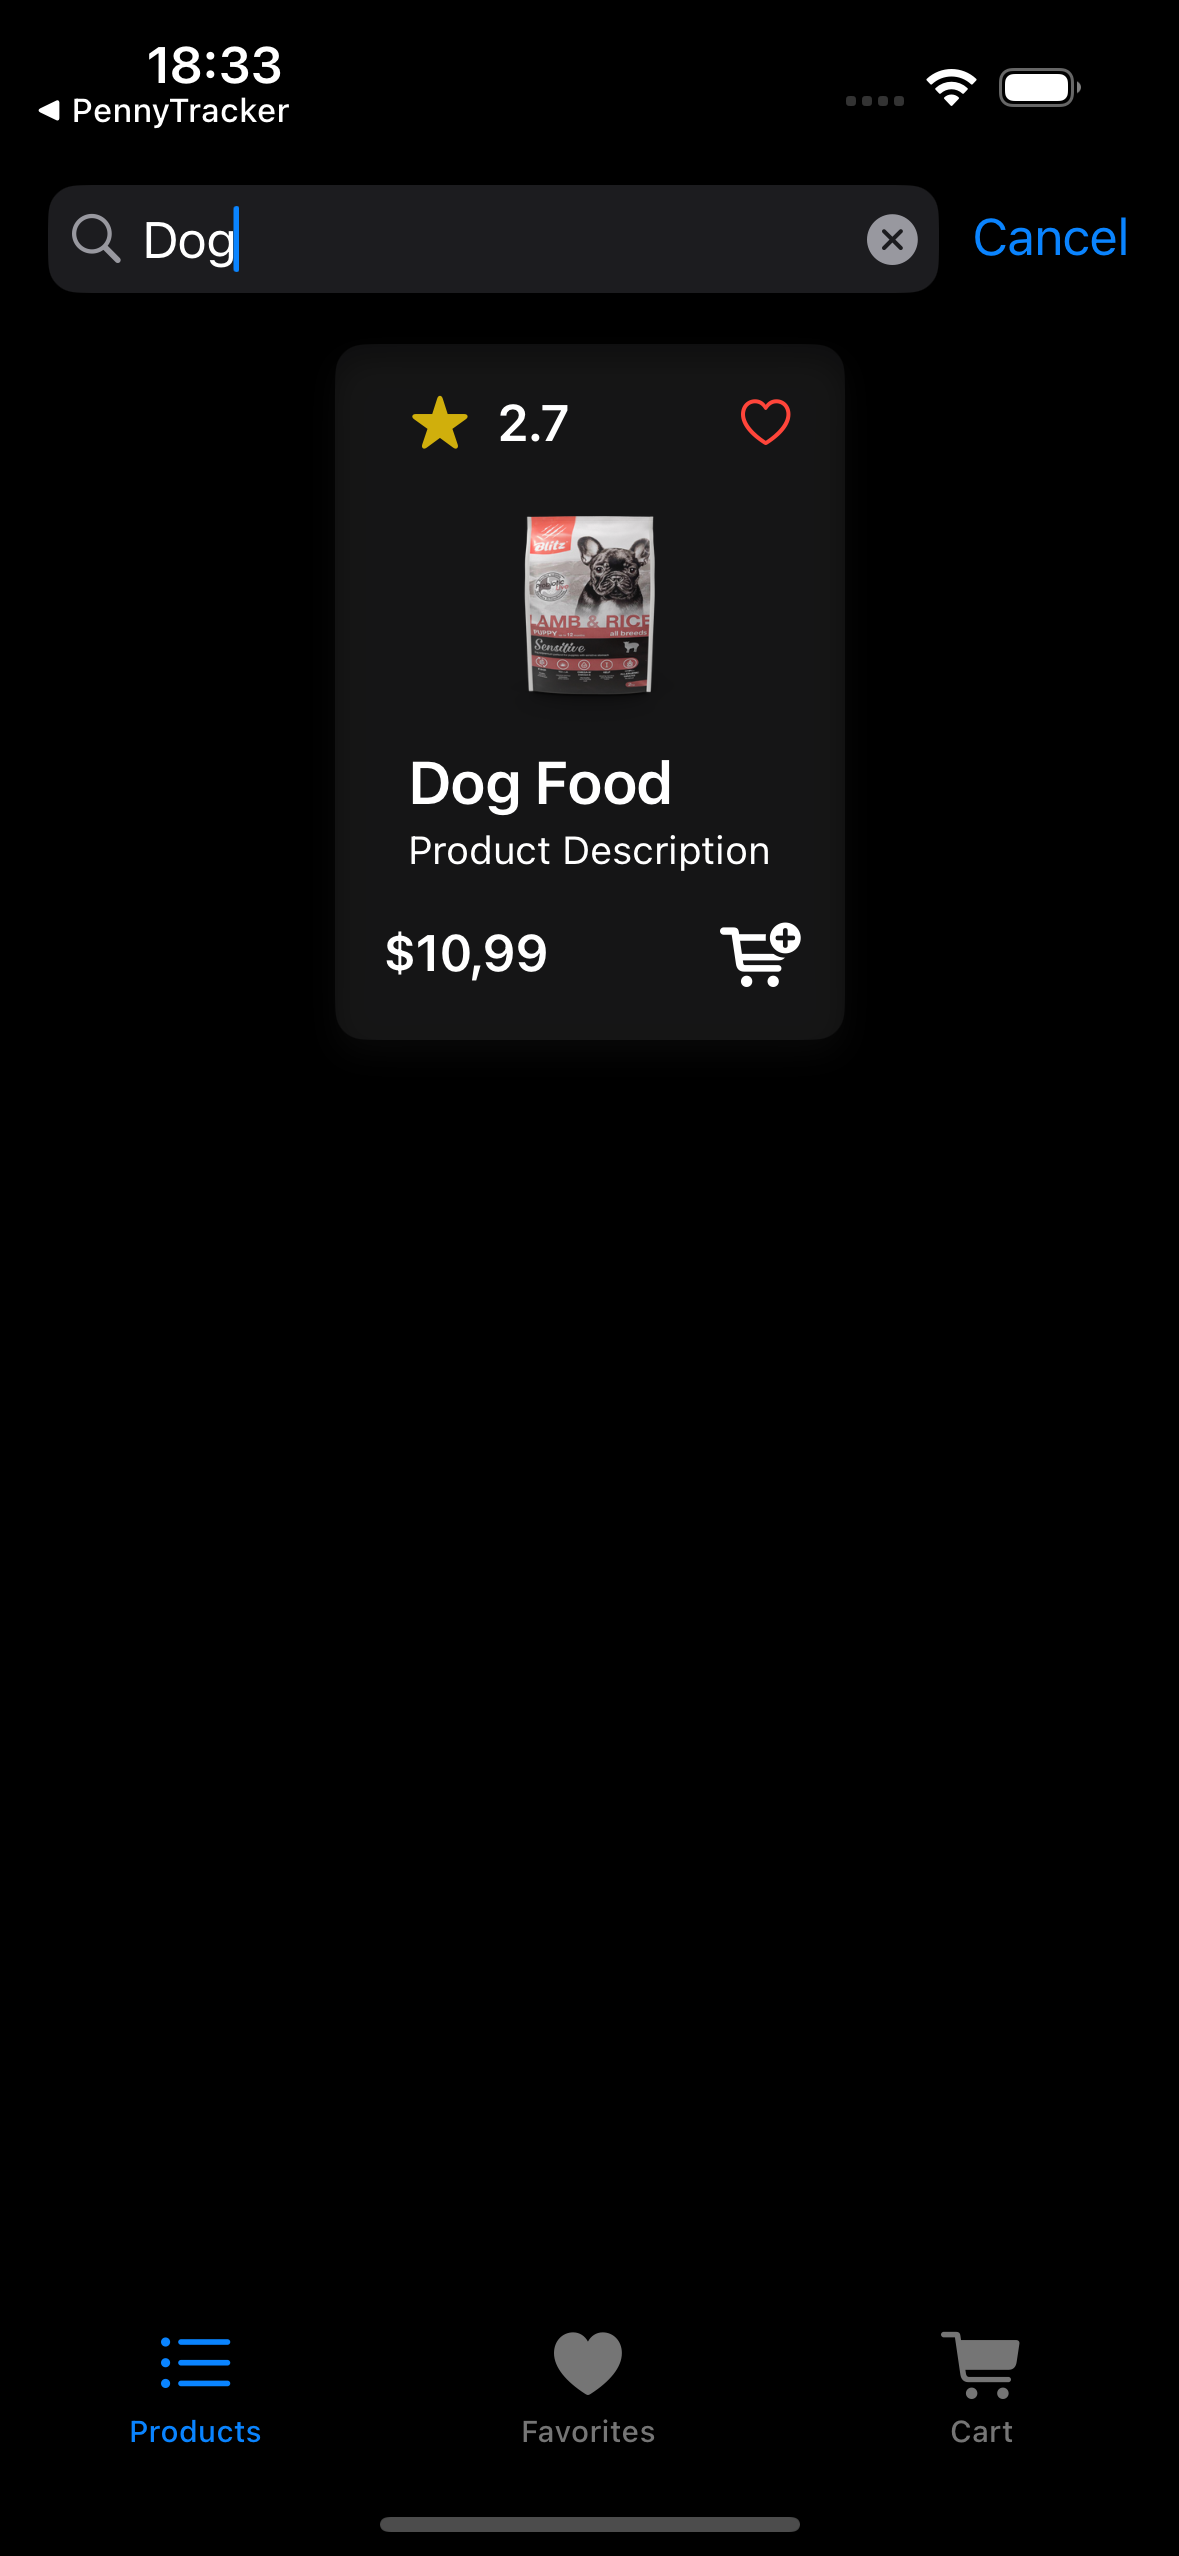 18:33
PennyTracker
Dog
Cancel
2.7
Blitz
LAMB & RICE
PUPPY
all breeds
Sensitive
Dog Food
Product Description
$10,99
Products
Favorites
Cart